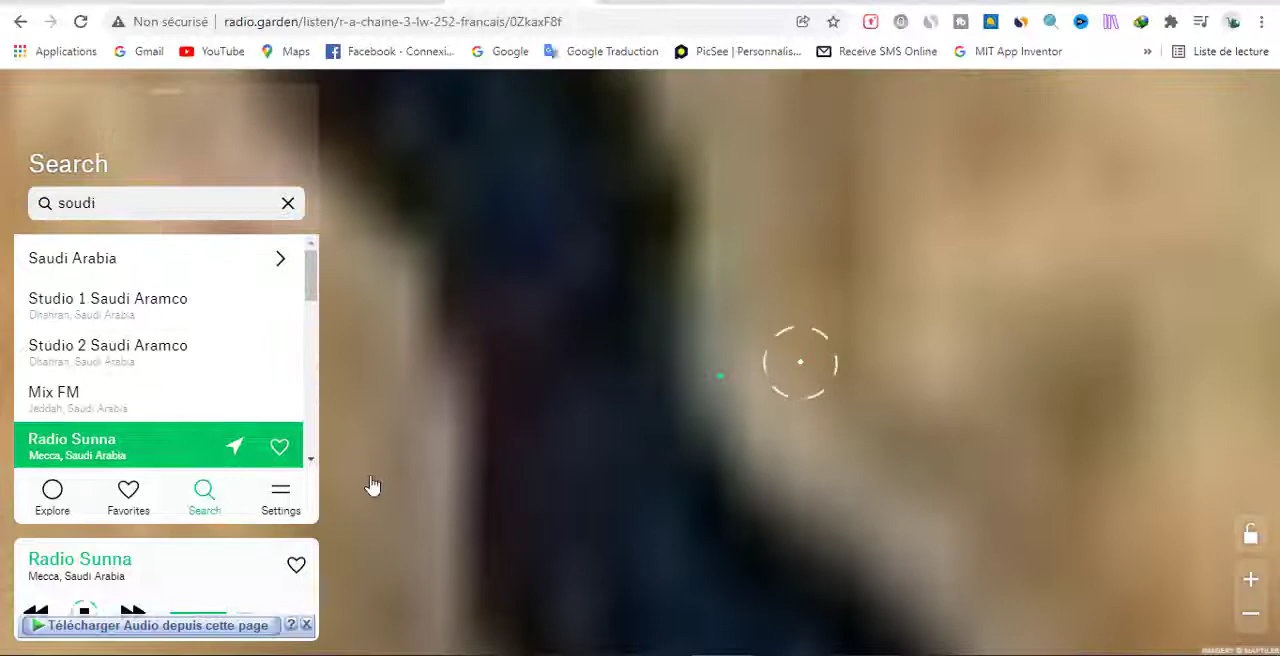 Non sécurisé
radio.garden/listen/r-a-chaine-3-lw-252-francais/0ZkaxF8f
Applications
Gmail
YouTube
Maps
Facebook - Connexi...
Google
Google Traduction
PicSee | Personnalis...
Receive SMS Online
MIT App Inventor
»
Liste de lecture
Search
soudi
Saudi Arabia
Studio 1 Saudi Aramco
Dhahran, Saudi Arabia
Studio 2 Saudi Aramco
Dhahran, Saudi Arabia
Mix FM
Jeddah, Saudi Arabia
Radio Sunna
Mecca, Saudi Arabia
Explore
Favorites
Search
Settings
Radio Sunna
Mecca, Saudi Arabia
Télécharger Audio depuis cette page
? X
IMAGERY © MAPTILER